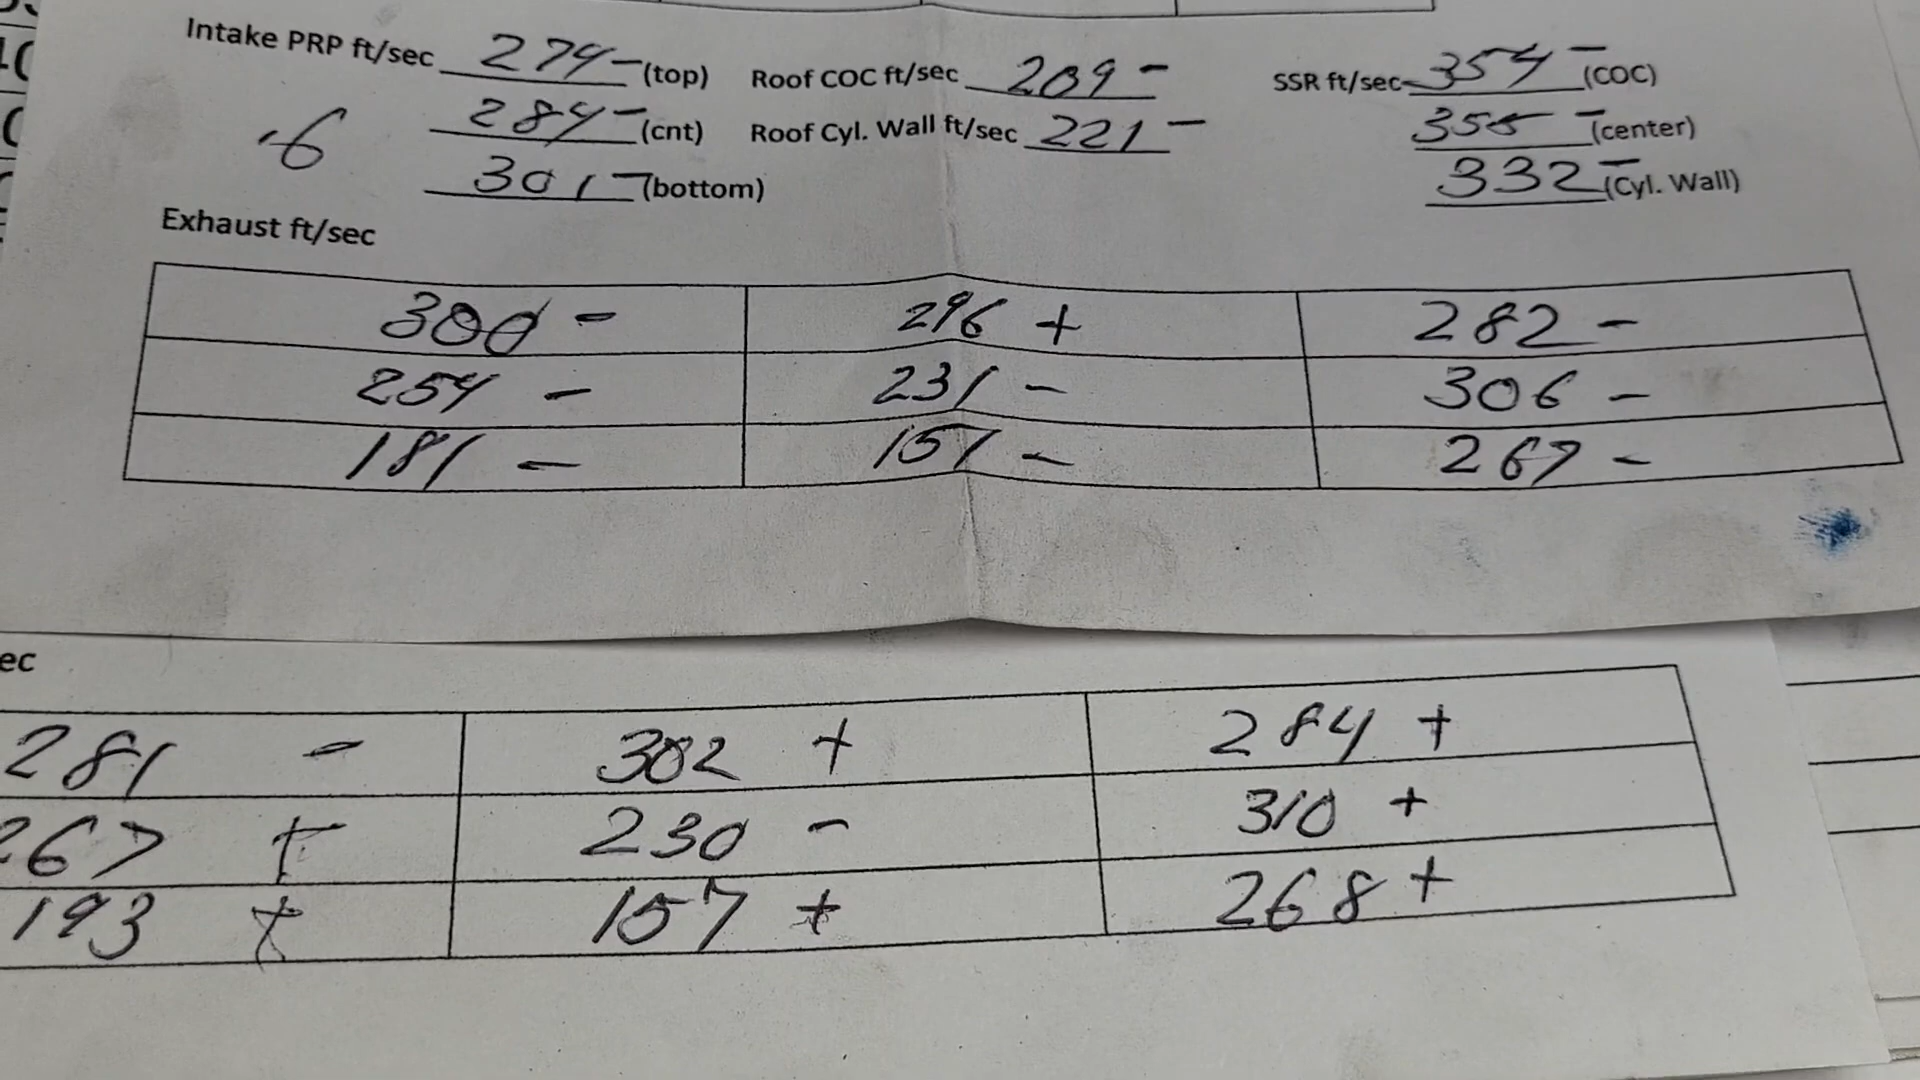 Intake PRP ft/sec 274 - (top) Roof COC ft/sec 209 - SSR ft/sec 354 - (COC)
.6 284 - (cnt) Roof Cyl. Wall ft/sec 221 - 355 - (center)
301 - (bottom) 332 - (Cyl. Wall)
Exhaust ft/sec
300 - 296 + 282 -
254 - 231 - 306 -
181 - 151 - 267 -
ec
281 - 302 + 284 +
267 + 230 - 310 +
193 + 157 + 268 +